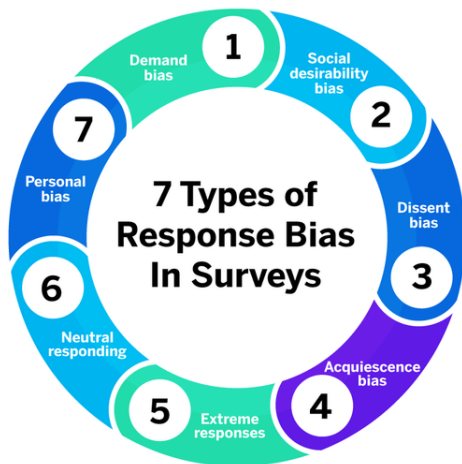 7 Types of
Response Bias
In Surveys
1
Demand
bias
2
Social
desirability
bias
3
Dissent
bias
4
Acquiescence
bias
5
Extreme
responses
6
Neutral
responding
7
Personal
bias